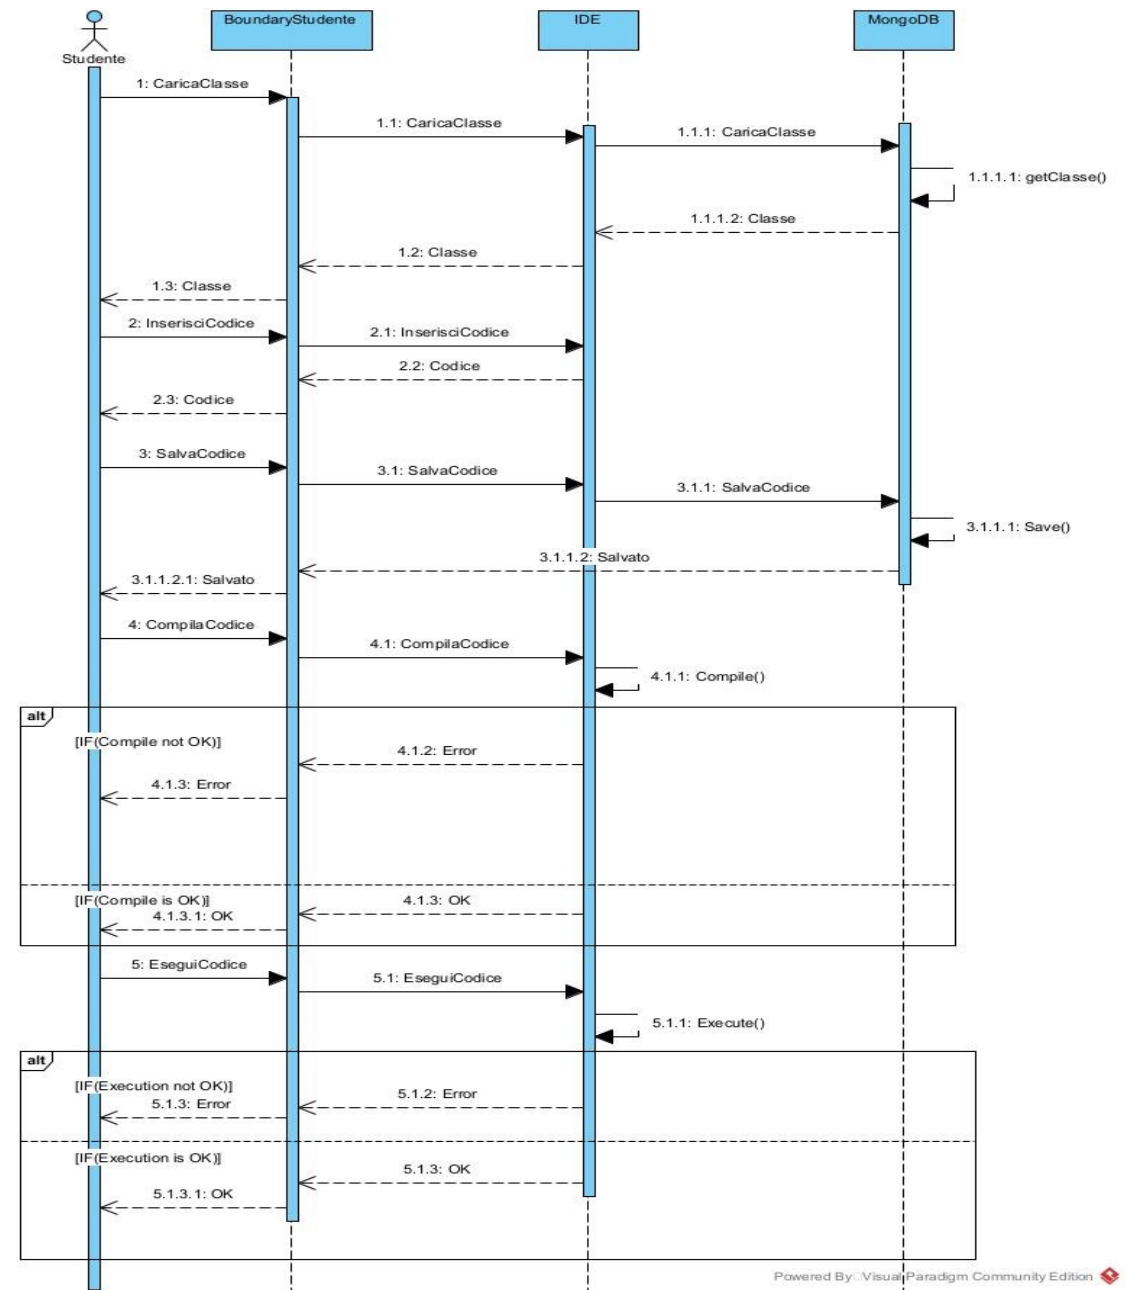 BoundaryStudente IDE MongoDB
Studente
1: CaricaClasse
1.1: CaricaClasse
1.1.1: CaricaClasse
1.1.1.1: getClasse()
1.1.1.2: Classe
1.2: Classe
1.3: Classe
2: InserisciCodice
2.1: InserisciCodice
2.2: Codice
2.3: Codice
3: SalvaCodice
3.1: SalvaCodice
3.1.1: SalvaCodice
3.1.1.1: Save()
3.1.1.2: Salvato
3.1.1.2.1: Salvato
4: CompilaCodice
4.1: CompilaCodice
4.1.1: Compile()
alt
[IF(Compile not OK)]
4.1.2: Error
4.1.3: Error
[IF(Compile is OK)]
4.1.3: OK
4.1.3.1: OK
5: EseguiCodice
5.1: EseguiCodice
5.1.1: Execute()
alt
[IF(Execution not OK)]
5.1.2: Error
5.1.3: Error
[IF(Execution is OK)]
5.1.3: OK
5.1.3.1: OK
Powered By Visual Paradigm Community Edition